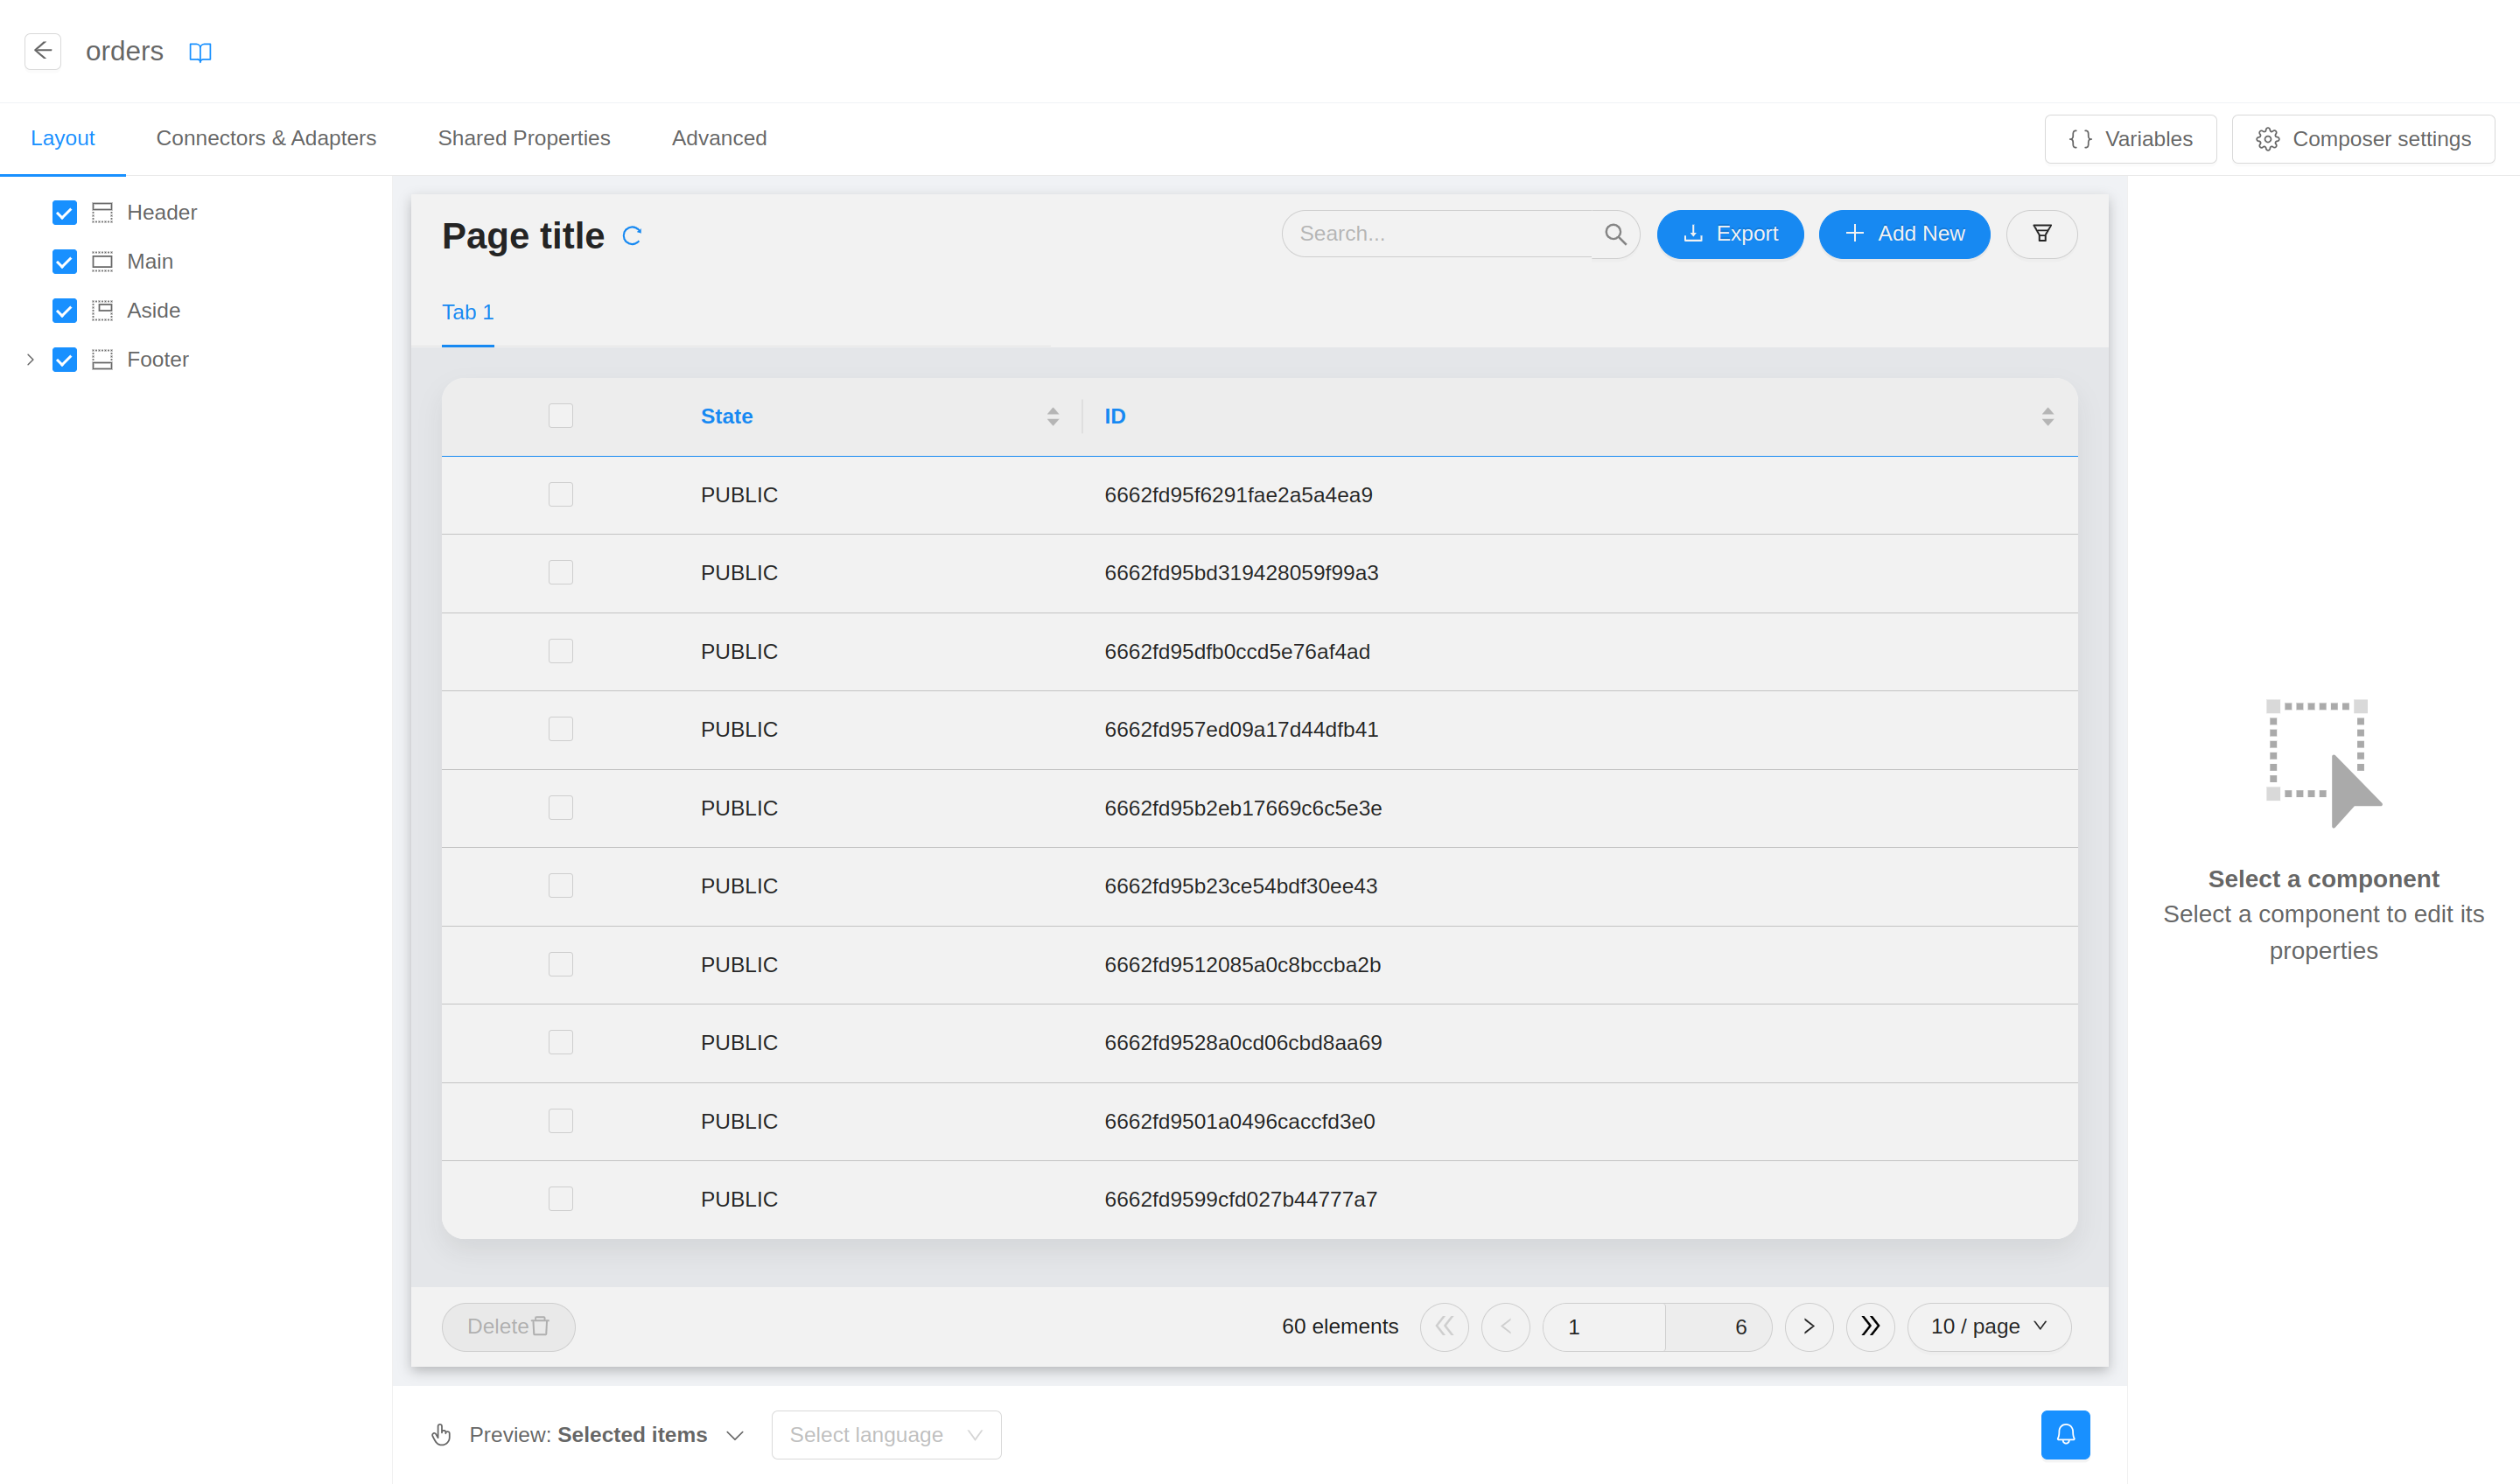 orders
Layout
Connectors & Adapters
Shared Properties
Advanced
Variables
Composer settings
Header
Main
Aside
Footer
Page title
Search...
Export
Add New
Tab 1
State ID
PUBLIC 6662fd95f6291fae2a5a4ea9
PUBLIC 6662fd95bd319428059f99a3
PUBLIC 6662fd95dfb0ccd5e76af4ad
PUBLIC 6662fd957ed09a17d44dfb41
PUBLIC 6662fd95b2eb17669c6c5e3e
PUBLIC 6662fd95b23ce54bdf30ee43
PUBLIC 6662fd9512085a0c8bccba2b
PUBLIC 6662fd9528a0cd06cbd8aa69
PUBLIC 6662fd9501a0496caccfd3e0
PUBLIC 6662fd9599cfd027b44777a7
Delete
60 elements
1
6
10 / page
Preview: Selected items
Select language
Select a component
Select a component to edit its
properties